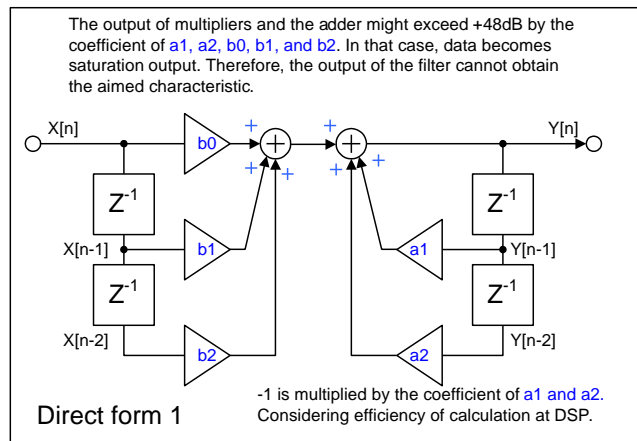 The output of multipliers and the adder might exceed +48dB by the
coefficient of a1, a2, b0, b1, and b2. In that case, data becomes
saturation output. Therefore, the output of the filter cannot obtain
the aimed characteristic.
X[n]
b0
+
+
+
+
+
+
+
+
Y[n]
Z-1
Z-1
X[n-1]
b1
a1
Y[n-1]
Z-1
Z-1
X[n-2]
b2
a2
Y[n-2]
Direct form 1
-1 is multiplied by the coefficient of a1 and a2.
Considering efficiency of calculation at DSP.